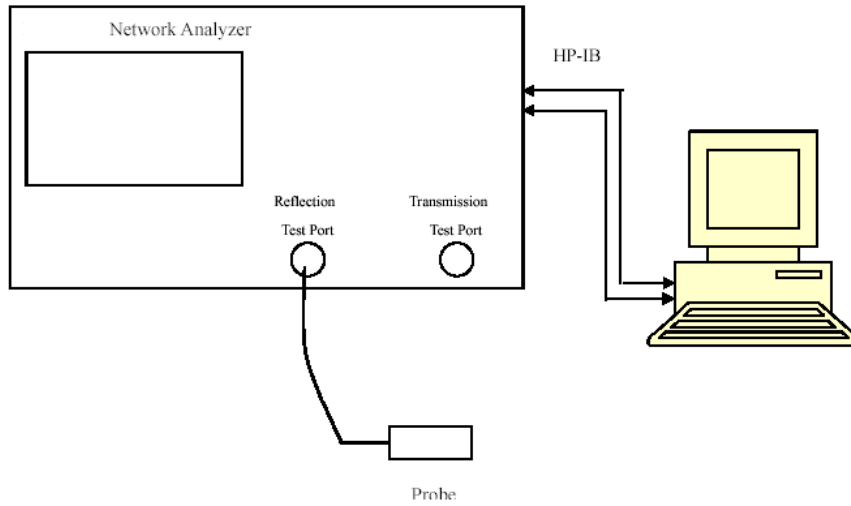 Network Analyzer
HP-IB
Reflection
Test Port
Transmission
Test Port
Probe